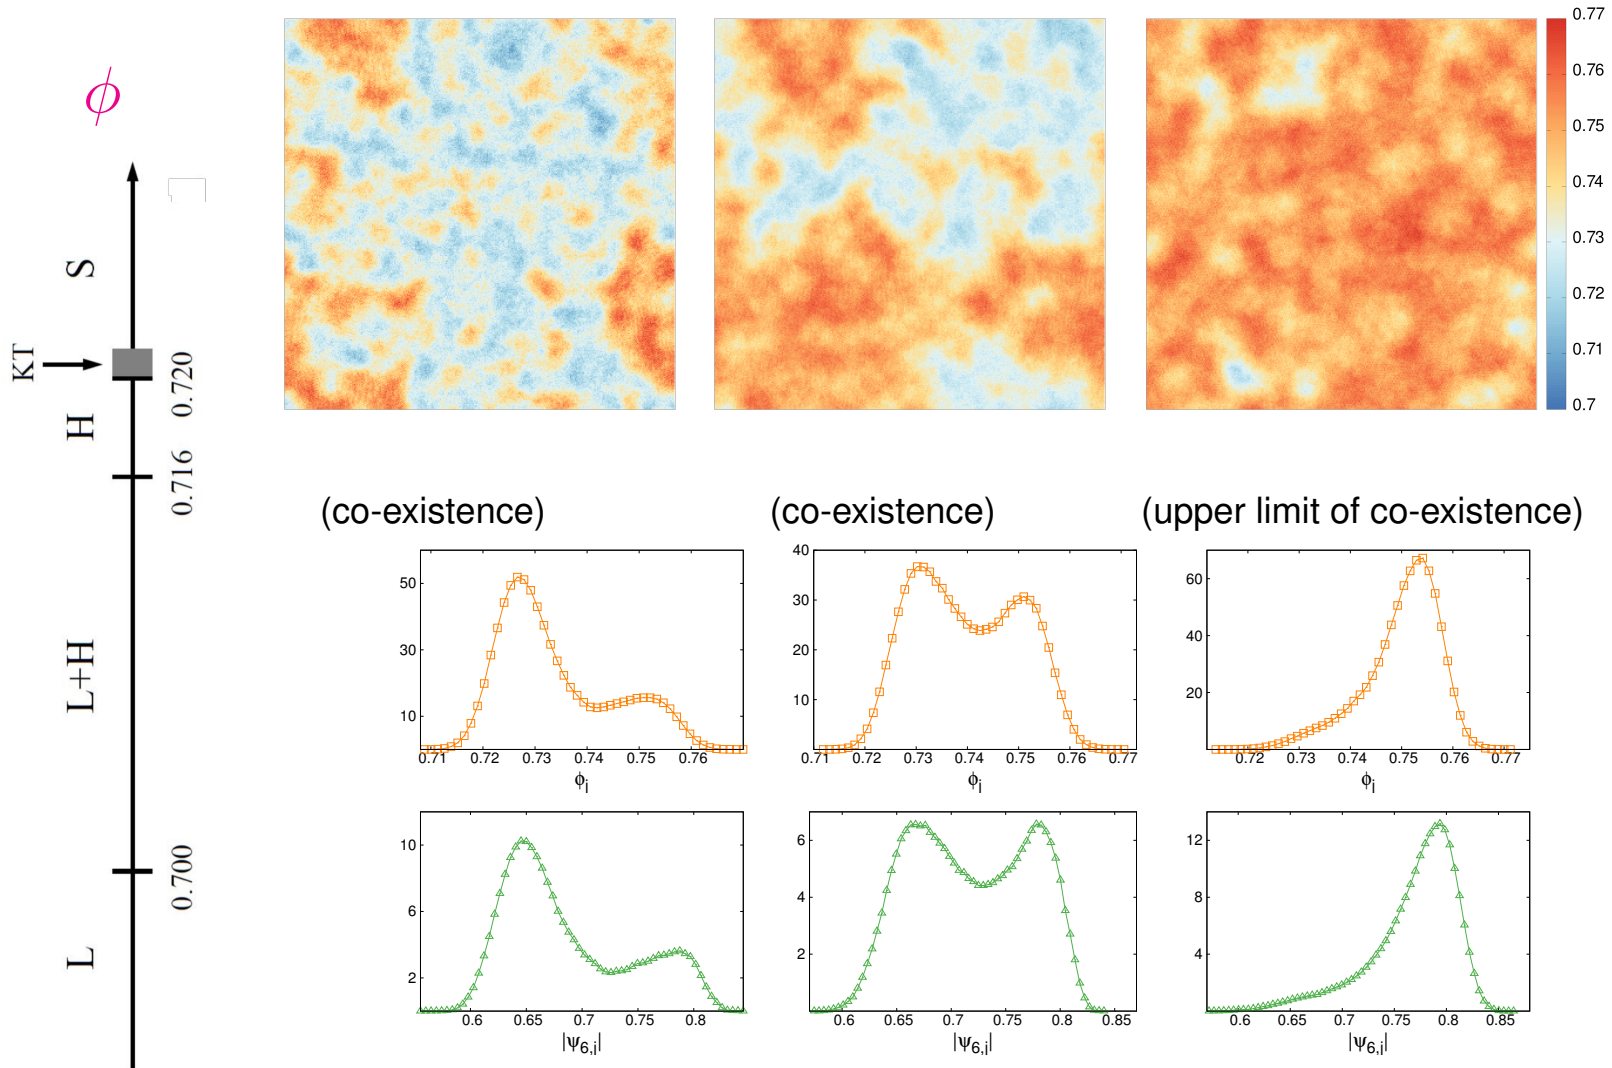 ϕ
S
KT
0.720
H
0.716
L+H
0.700
L
0.77
0.76
0.75
0.74
0.73
0.72
0.71
0.7
(co-existence)
(co-existence)
(upper limit of co-existence)
50
30
10
0.71 0.72 0.73 0.74 0.75 0.76
ϕi
40
30
20
10
0
0.71 0.72 0.73 0.74 0.75 0.76 0.77
ϕi
60
40
20
0.72 0.73 0.74 0.75 0.76 0.77
ϕi
10
6
2
0.6 0.65 0.7 0.75 0.8
|ψ6,i|
6
4
2
0.6 0.65 0.7 0.75 0.8
|ψ6,i|
12
8
4
0.6 0.65 0.7 0.75 0.8 0.85
|ψ6,i|